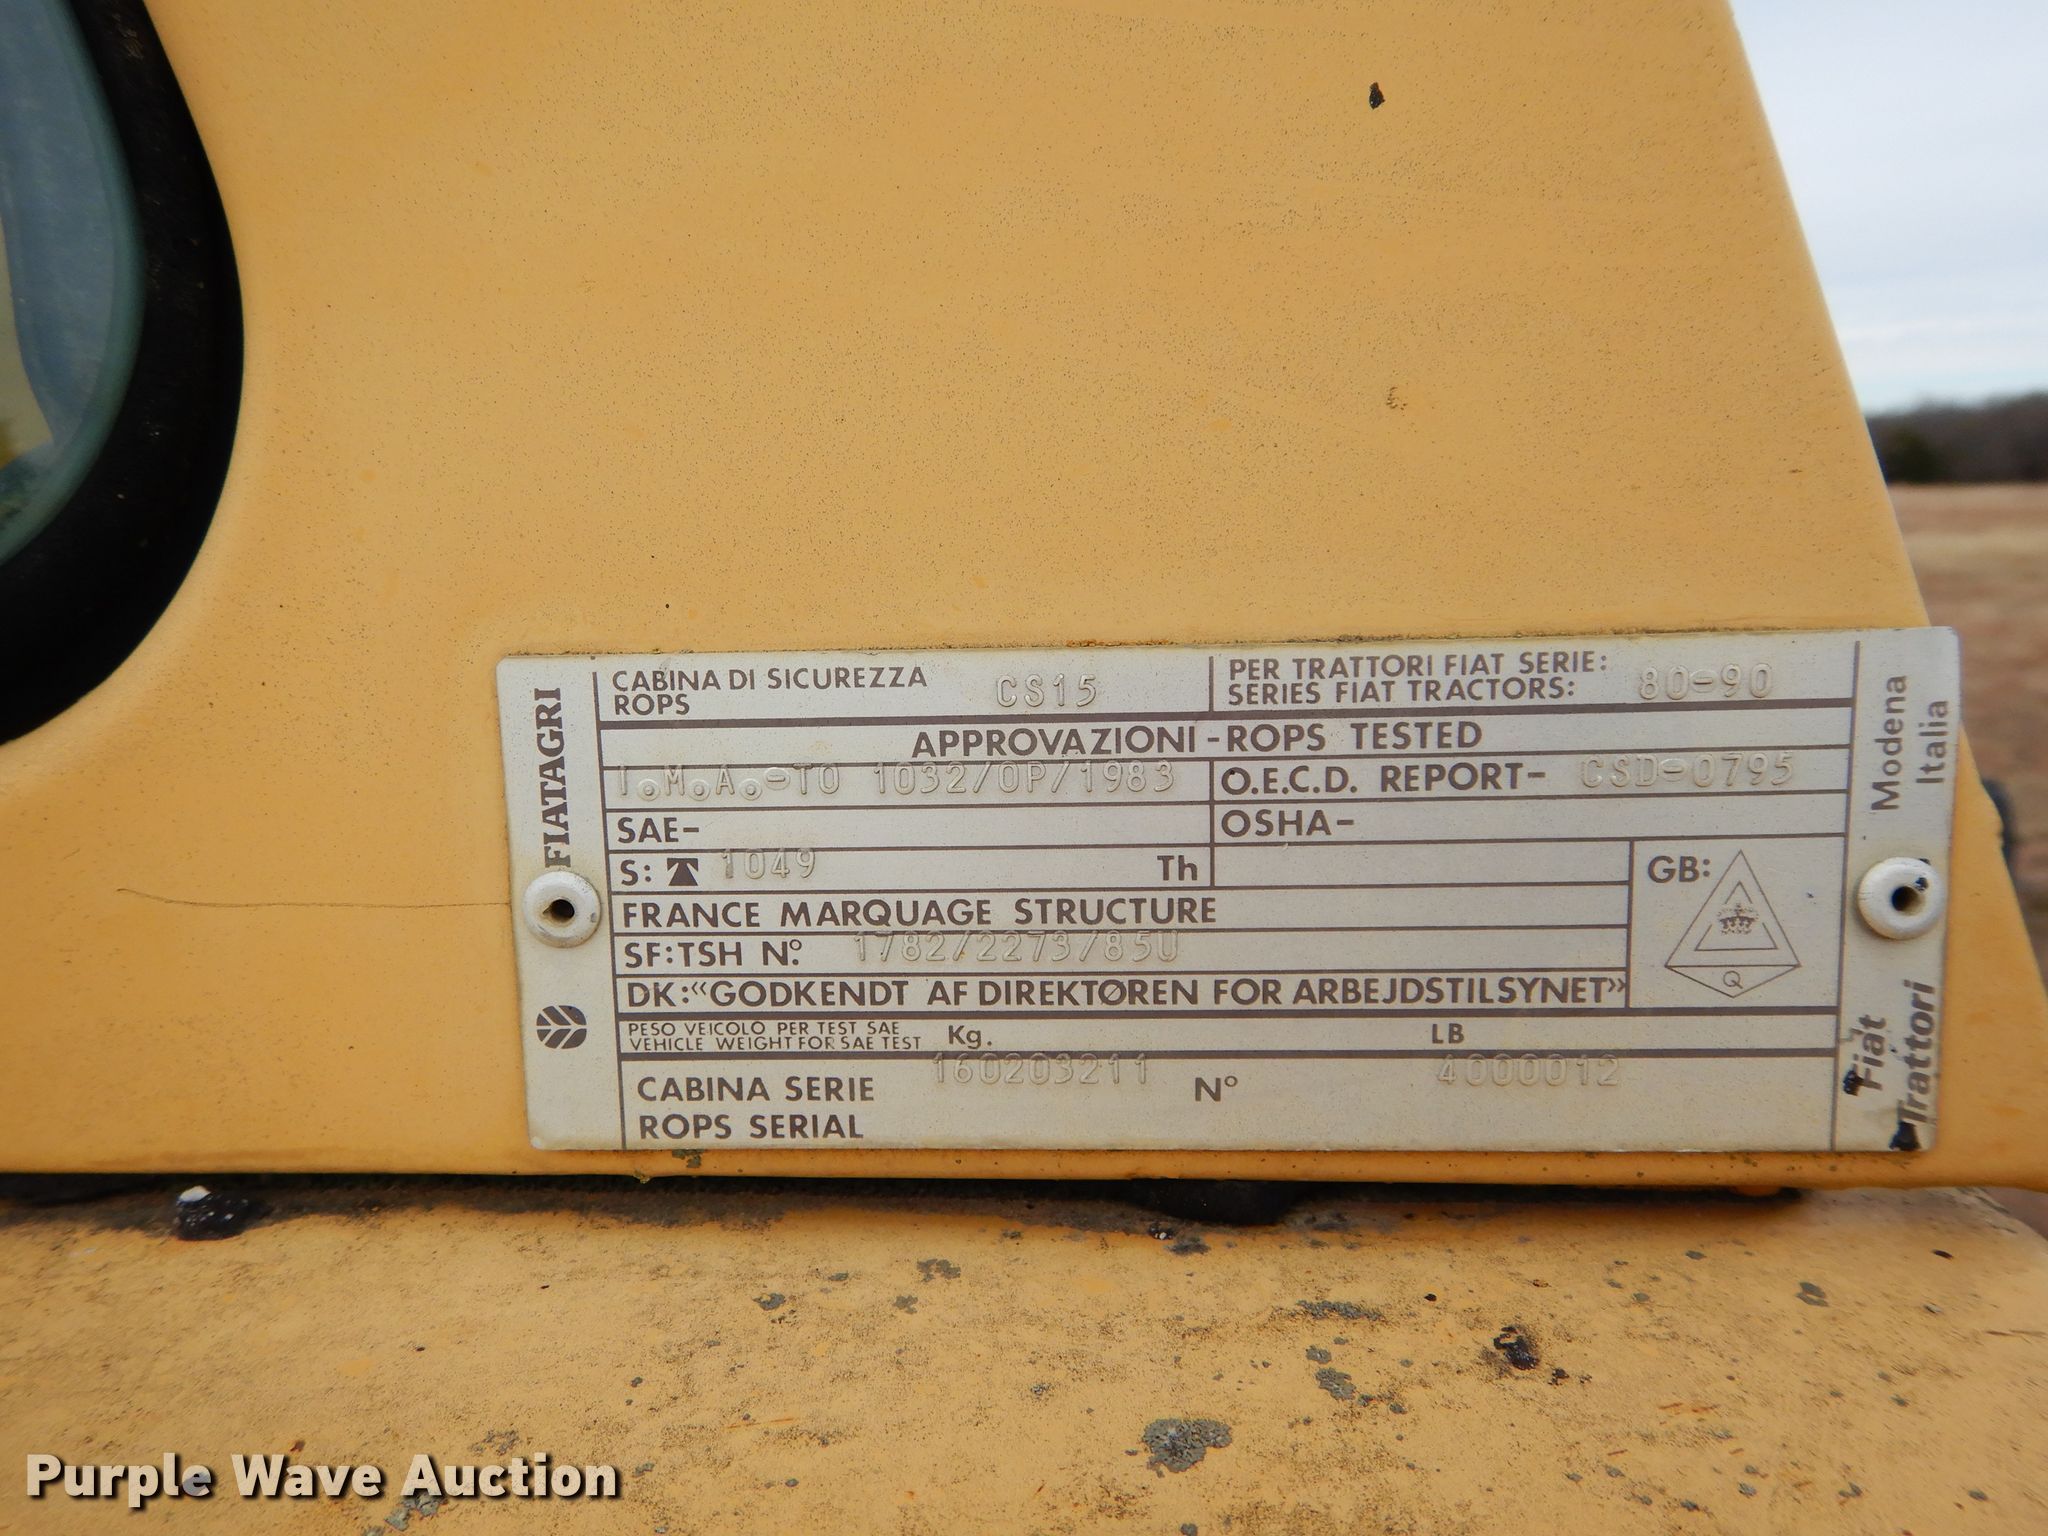 FIATAGRI
CABINA DI SICUREZZA
ROPS
CS15
PER TRATTORI FIAT SERIE:
SERIES FIAT TRACTORS:
80-90
APPROVAZIONI-ROPS TESTED
I.M.A.-TO 1032/OP/1983
O.E.C.D. REPORT- CSD-0795
SAE-
OSHA-
S: 1049 Th
GB:
Q
FRANCE MARQUAGE STRUCTURE
SF:TSH Nº. 1782/2273/85U
DK:«GODKENDT AF DIREKTØREN FOR ARBEJDSTILSYNET»
PESO VEICOLO PER TEST SAE
VEHICLE WEIGHT FOR SAE TEST
Kg.
LB
CABINA SERIE
ROPS SERIAL
160203211 Nº 4000012
Modena
Italia
Fiat
Trattori
Purple Wave Auction